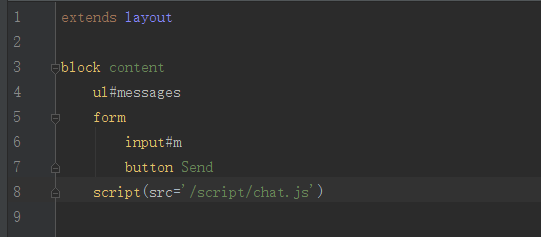 1 extends layout
2
3 block content
4     ul#messages
5     form
6         input#m
7         button Send
8     script(src='/script/chat.js')
9